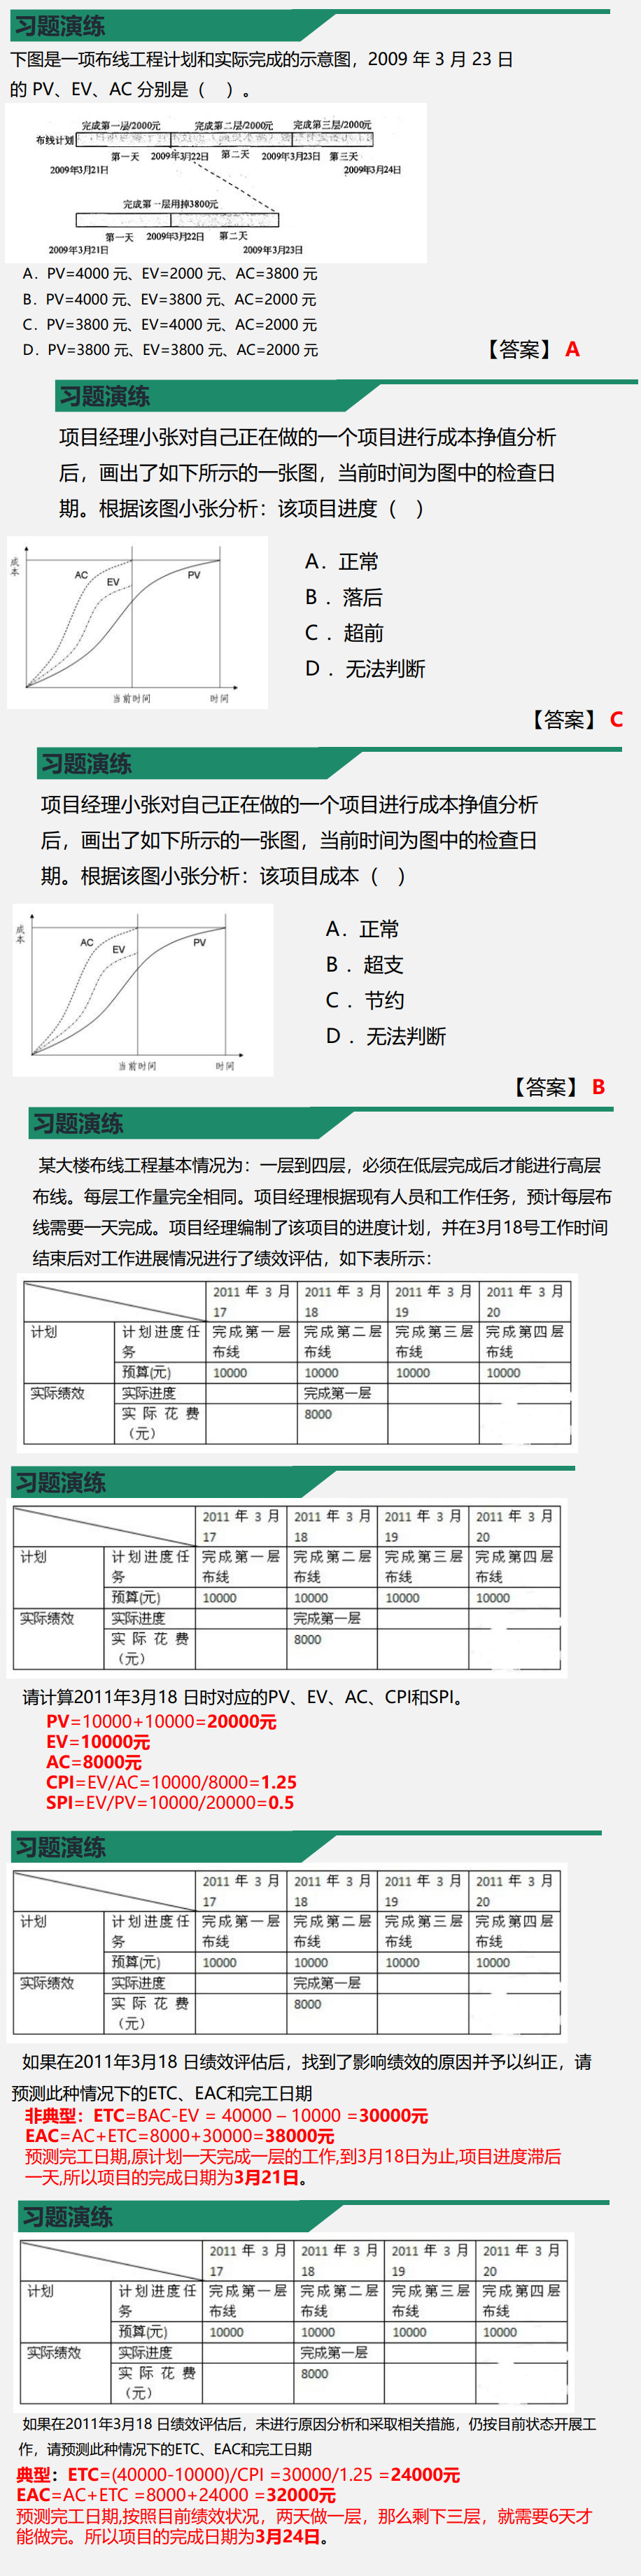 习题演练
下图是一项布线工程计划和实际完成的示意图，2009 年 3 月 23 日
的 PV、EV、AC 分别是（　）。
完成第一层/2000元 完成第二层/2000元 完成第三层/2000元
布线计划
第一天 2009年3月22日 第二天 2009年3月23日 第三天
2009年3月21日 2009年3月24日
完成第一层用掉3800元
第一天 2009年3月22日 第二天
2009年3月21日 2009年3月23日
A．PV=4000 元、EV=2000 元、AC=3800 元
B．PV=4000 元、EV=3800 元、AC=2000 元
C．PV=3800 元、EV=4000 元、AC=2000 元
D．PV=3800 元、EV=3800 元、AC=2000 元
【答案】 A
习题演练
项目经理小张对自己正在做的一个项目进行成本挣值分析
后，画出了如下所示的一张图，当前时间为图中的检查日
期。根据该图小张分析：该项目进度（　）
成本
AC EV PV
当前时间 时间
A．正常
B ．落后
C ．超前
D ．无法判断
【答案】 C
习题演练
项目经理小张对自己正在做的一个项目进行成本挣值分析
后，画出了如下所示的一张图，当前时间为图中的检查日
期。根据该图小张分析：该项目成本（　）
成本
AC EV PV
当前时间 时间
A．正常
B ．超支
C ．节约
D ．无法判断
【答案】 B
习题演练
某大楼布线工程基本情况为：一层到四层，必须在低层完成后才能进行高层
布线。每层工作量完全相同。项目经理根据现有人员和工作任务，预计每层布
线需要一天完成。项目经理编制了该项目的进度计划，并在3月18号工作时间
结束后对工作进展情况进行了绩效评估，如下表所示：
2011 年 3 月 2011 年 3 月 2011 年 3 月 2011 年 3 月
17 18 19 20
计划 计划进度任 完成第一层 完成第二层 完成第三层 完成第四层
务 布线 布线 布线 布线
预算(元) 10000 10000 10000 10000
实际绩效 实际进度 完成第一层
实际花费 8000
（元）
习题演练
2011 年 3 月 2011 年 3 月 2011 年 3 月 2011 年 3 月
17 18 19 20
计划 计划进度任 完成第一层 完成第二层 完成第三层 完成第四层
务 布线 布线 布线 布线
预算(元) 10000 10000 10000 10000
实际绩效 实际进度 完成第一层
实际花费 8000
（元）
请计算2011年3月18 日时对应的PV、EV、AC、CPI和SPI。
PV=10000+10000=20000元
EV=10000元
AC=8000元
CPI=EV/AC=10000/8000=1.25
SPI=EV/PV=10000/20000=0.5
习题演练
2011 年 3 月 2011 年 3 月 2011 年 3 月 2011 年 3 月
17 18 19 20
计划 计划进度任 完成第一层 完成第二层 完成第三层 完成第四层
务 布线 布线 布线 布线
预算(元) 10000 10000 10000 10000
实际绩效 实际进度 完成第一层
实际花费 8000
（元）
如果在2011年3月18 日绩效评估后，找到了影响绩效的原因并予以纠正，请
预测此种情况下的ETC、EAC和完工日期
非典型：ETC=BAC-EV = 40000 – 10000 =30000元
EAC=AC+ETC=8000+30000=38000元
预测完工日期,原计划一天完成一层的工作,到3月18日为止,项目进度滞后
一天,所以项目的完成日期为3月21日。
习题演练
2011 年 3 月 2011 年 3 月 2011 年 3 月 2011 年 3 月
17 18 19 20
计划 计划进度任 完成第一层 完成第二层 完成第三层 完成第四层
务 布线 布线 布线 布线
预算(元) 10000 10000 10000 10000
实际绩效 实际进度 完成第一层
实际花费 8000
（元）
如果在2011年3月18 日绩效评估后，未进行原因分析和采取相关措施，仍按目前状态开展工
作，请预测此种情况下的ETC、EAC和完工日期
典型：ETC=(40000-10000)/CPI =30000/1.25 =24000元
EAC=AC+ETC =8000+24000 =32000元
预测完工日期,按照目前绩效状况，两天做一层，那么剩下三层，就需要6天才
能做完。所以项目的完成日期为3月24日。